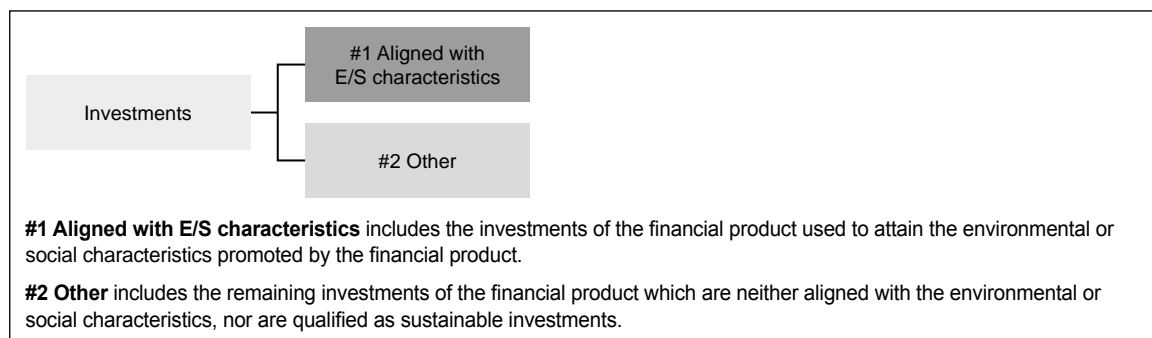 #1 Aligned with
E/S characteristics
Investments
#2 Other
#1 Aligned with E/S characteristics includes the investments of the financial product used to attain the environmental or
social characteristics promoted by the financial product.
#2 Other includes the remaining investments of the financial product which are neither aligned with the environmental or
social characteristics, nor are qualified as sustainable investments.